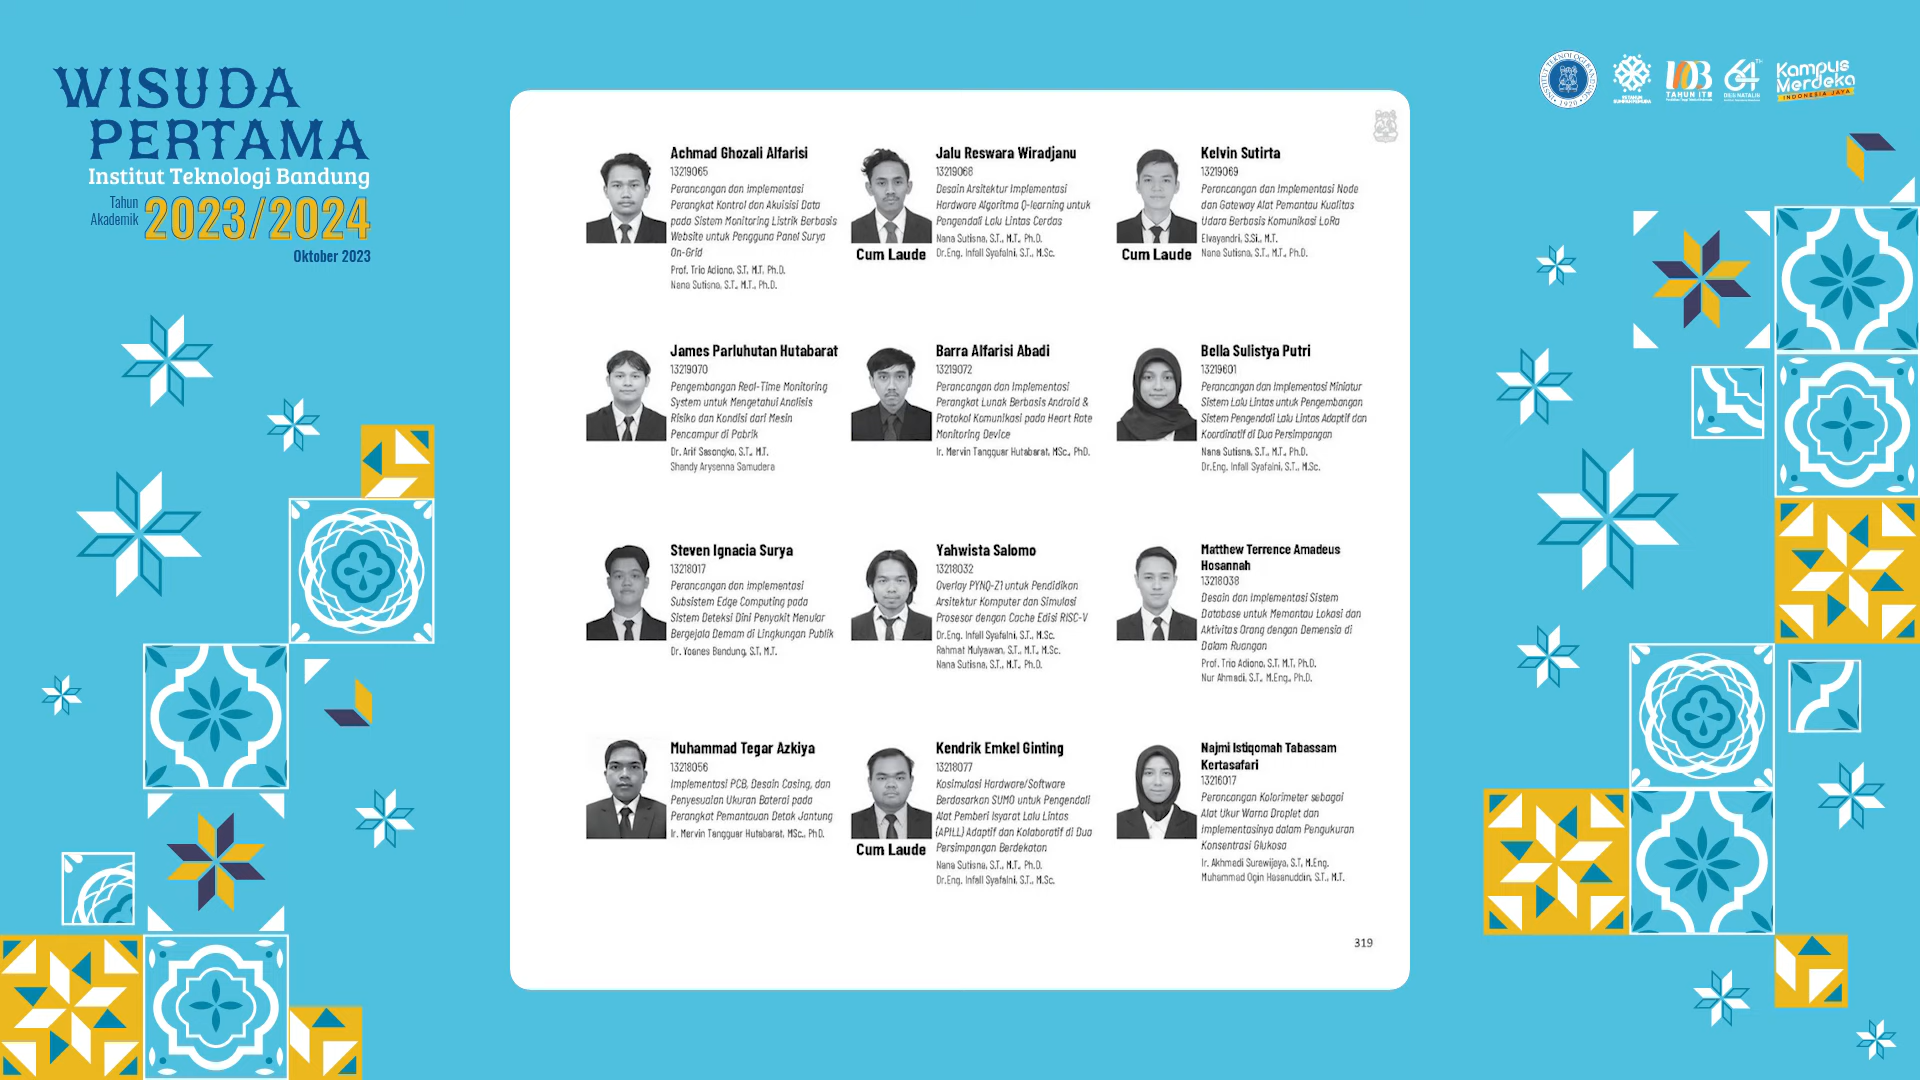 WISUDA
PERTAMA
Institut Teknologi Bandung
Tahun
Akademik
2023/2024
Oktober 2023
INSTITUT TEKNOLOGI BANDUNG
1920
103
TAHUN ITB
64TH
DIES NATALIS
Kampus
Merdeka
INDONESIA JAYA
Achmad Ghozali Alfarisi
13219065
Perancangan dan Implementasi
Perangkat Kontrol dan Akuisisi Data
pada Sistem Monitoring Listrik Berbasis
Website untuk Pengguna Panel Surya
On-Grid
Prof. Trio Adiono, S.T, M.T, Ph.D.
Nana Sutisna, S.T., M.T., Ph.D.
Jalu Reswara Wiradjanu
13219068
Desain Arsitektur Implementasi
Hardware Algoritma Q-learning untuk
Pengendali Lalu Lintas Cerdas
Nana Sutisna, S.T., M.T., Ph.D.
Dr.Eng. Infall Syafalni, S.T., M.Sc.
Cum Laude
Kelvin Sutirta
13219069
Perancangan dan Implementasi Node
dan Gateway Alat Pemantau Kualitas
Udara Berbasis Komunikasi LoRa
Elvayandri, S.Si., M.T.
Nana Sutisna, S.T., M.T., Ph.D.
Cum Laude
James Parluhutan Hutabarat
13219070
Pengembangan Real-Time Monitoring
System untuk Mengetahui Analisis
Risiko dan Kondisi dari Mesin
Pencampur di Pabrik
Dr. Arif Sasongko, S.T., M.T.
Shandy Arysenna Samudera
Barra Alfarisi Abadi
13219072
Perancangan dan Implementasi
Perangkat Lunak Berbasis Android &
Protokol Komunikasi pada Heart Rate
Monitoring Device
Ir. Mervin Tangguar Hutabarat, MSc., PhD.
Bella Sulistya Putri
13219601
Perancangan dan Implementasi Miniatur
Sistem Lalu Lintas untuk Pengembangan
Sistem Pengendali Lalu Lintas Adaptif dan
Koordinatif di Dua Persimpangan
Nana Sutisna, S.T., M.T., Ph.D.
Dr.Eng. Infall Syafalni, S.T., M.Sc.
Steven Ignacia Surya
13218017
Perancangan dan Implementasi
Subsistem Edge Computing pada
Sistem Deteksi Dini Penyakit Menular
Bergejala Demam di Lingkungan Publik
Dr. Yoanes Bandung, S.T, M.T.
Yahwista Salomo
13218032
Overlay PYNQ-Z1 untuk Pendidikan
Arsitektur Komputer dan Simulasi
Prosesor dengan Cache Edisi RISC-V
Dr.Eng. Infall Syafalni, S.T., M.Sc.
Rahmat Mulyawan, S.T., M.T., M.Sc.
Nana Sutisna, S.T., M.T., Ph.D.
Matthew Terrence Amadeus
Hosannah
13218038
Desain dan Implementasi Sistem
Database untuk Memantau Lokasi dan
Aktivitas Orang dengan Demensia di
Dalam Ruangan
Prof. Trio Adiono, S.T, M.T, Ph.D.
Nur Ahmadi, S.T., M.Eng., Ph.D.
Muhammad Tegar Azkiya
13218056
Implementasi PCB, Desain Casing, dan
Penyesuaian Ukuran Baterai pada
Perangkat Pemantauan Detak Jantung
Ir. Mervin Tangguar Hutabarat, MSc., PhD.
Kendrik Emkel Ginting
13218077
Kosimulasi Hardware/Software
Berdasarkan SUMO untuk Pengendali
Alat Pemberi Isyarat Lalu Lintas
(APILL) Adaptif dan Kolaboratif di Dua
Persimpangan Berdekatan
Nana Sutisna, S.T., M.T., Ph.D.
Dr.Eng. Infall Syafalni, S.T., M.Sc.
Cum Laude
Najmi Istiqomah Tabassam
Kertasafari
13216017
Perancangan Kolorimeter sebagai
Alat Ukur Warna Droplet dan
Implementasinya dalam Pengukuran
Konsentrasi Glukosa
Ir. Akhmadi Surawijaya, S.T, M.Eng.
Muhammad Ogin Hasanuddin, S.T., M.T.
319